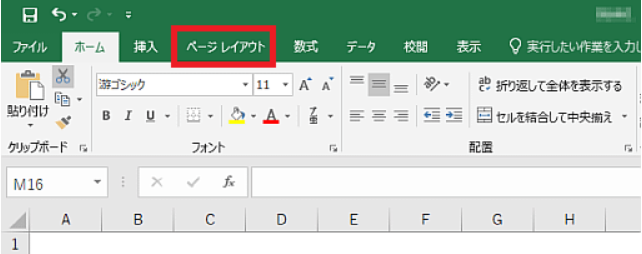 ファイル ホーム 挿入 ページ レイアウト 数式 データ 校閲 表示 実行したい作業を入力し
游ゴシック 11 A A ab 折り返して全体を表示する
貼り付け B I U A セルを結合して中央揃え
クリップボード フォント 配置
M16 fx
A B C D E F G H
1